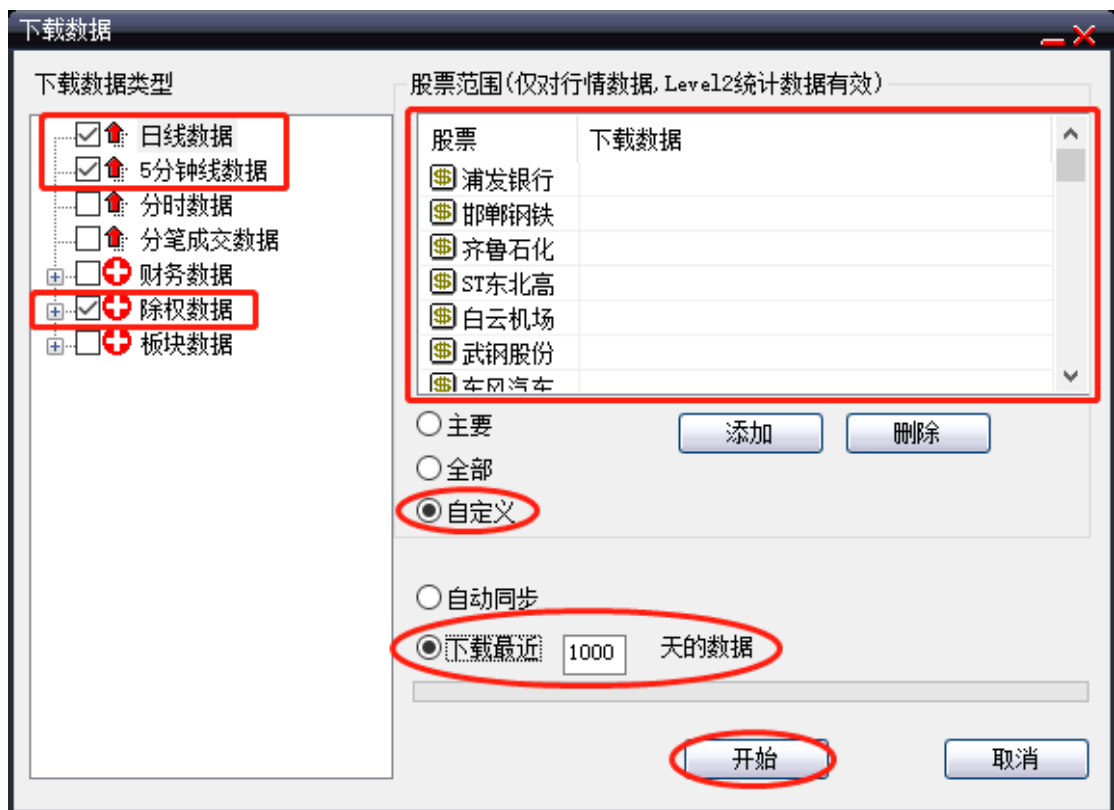 下载数据
下载数据类型
日线数据
5分钟线数据
分时数据
分笔成交数据
财务数据
除权数据
板块数据
股票范围(仅对行情数据,Level2统计数据有效)
股票 下载数据
浦发银行
邯郸钢铁
齐鲁石化
ST东北高
白云机场
武钢股份
东风汽车
主要
添加 删除
全部
自定义
自动同步
下载最近 1000 天的数据
开始 取消